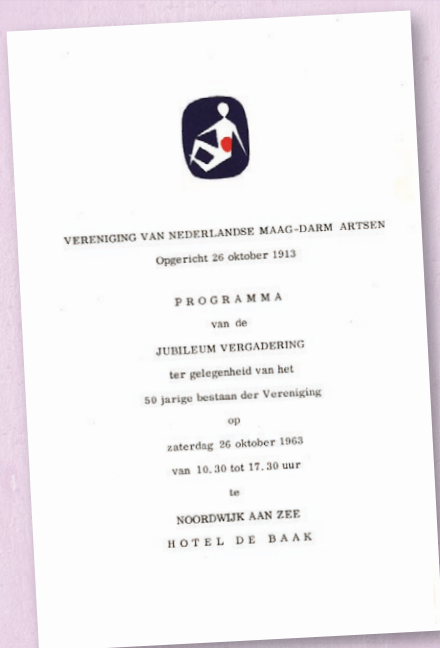 VERENIGING VAN NEDERLANDSE MAAG-DARM ARTSEN
Opgericht 26 oktober 1913
PROGRAMMA
van de
JUBILEUM VERGADERING
ter gelegenheid van het
50 jarige bestaan der Vereniging
op
zaterdag 26 oktober 1963
van 10.30 tot 17.30 uur
te
NOORDWIJK AAN ZEE
HOTEL DE BAAK